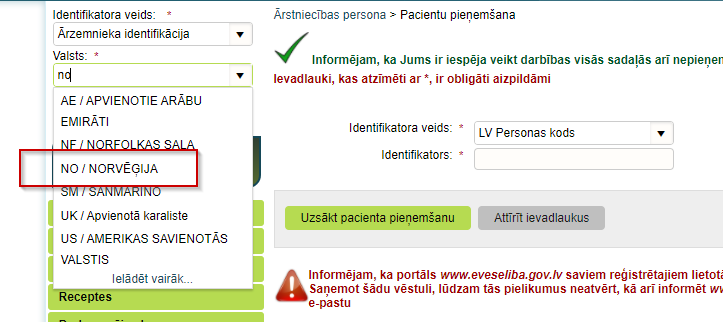 Identifikatora veids: *
Ārzemnieka identifikācija
Valsts: *
no
AE / APVIENOTIE ARĀBU
EMIRĀTI
NF / NORFOLKAS SALA
NO / NORVĒĢIJA
SM / SANMARINO
UK / Apvienotā karaliste
US / AMERIKAS SAVIENOTĀS
VALSTIS
Ielādēt vairāk...
Receptes
Ārstniecības persona > Pacientu pieņemšana
Informējam, ka Jums ir iespēja veikt darbības visās sadaļās arī nepieņem
Ievadlauki, kas atzīmēti ar *, ir obligāti aizpildāmi
Identifikatora veids: * LV Personas kods
Identifikators: *
Uzsākt pacienta pieņemšanu Attīrīt ievadlaukus
Informējam, ka portāls www.eveseliba.gov.lv saviem reģistrētajiem lietotā
Saņemot šādu vēstuli, lūdzam tās pielikumus neatvērt, kā arī informēt ww
e-pastu